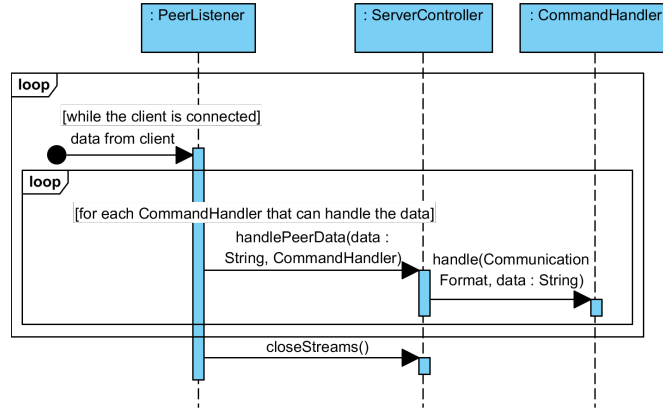 : PeerListener
: ServerController
: CommandHandler
loop
[while the client is connected]
data from client
loop
[for each CommandHandler that can handle the data]
handlePeerData(data :
String, CommandHandler)
handle(Communication
Format, data : String)
closeStreams()